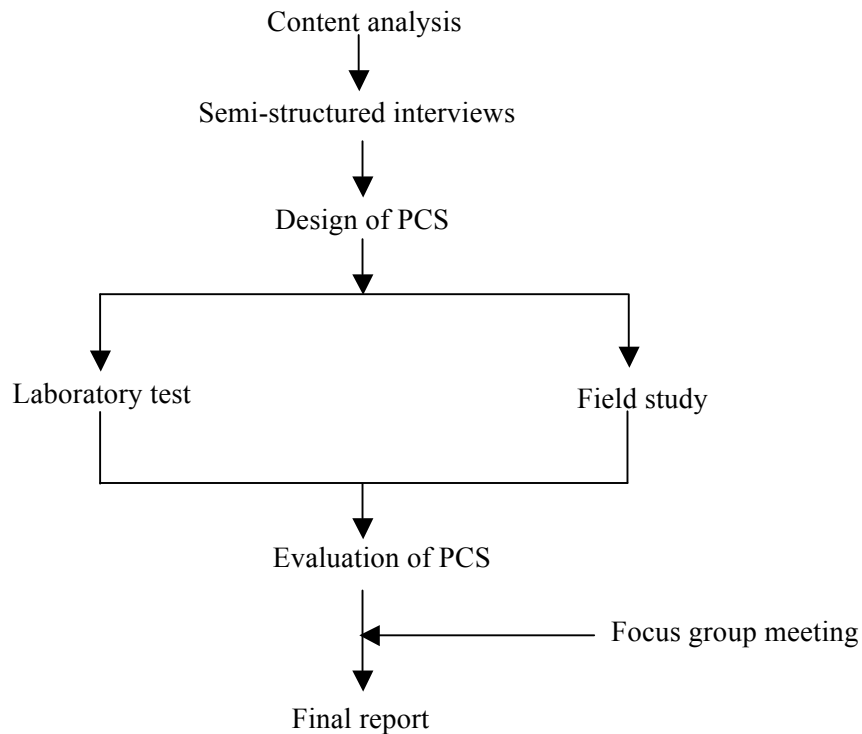 Content analysis
Semi-structured interviews
Design of PCS
Laboratory test
Field study
Evaluation of PCS
Focus group meeting
Final report